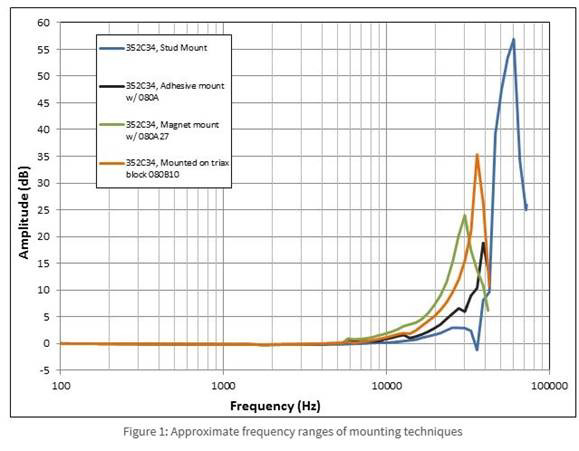 60
55
50
45
40
35
30
25
20
15
10
5
0
-5
Amplitude (dB)
352C34, Stud Mount
352C34, Adhesive mount
w/ 080A
352C34, Magnet mount
w/ 080A27
352C34, Mounted on triax
block 080B10
100 1000 10000 100000
Frequency (Hz)
Figure 1: Approximate frequency ranges of mounting techniques